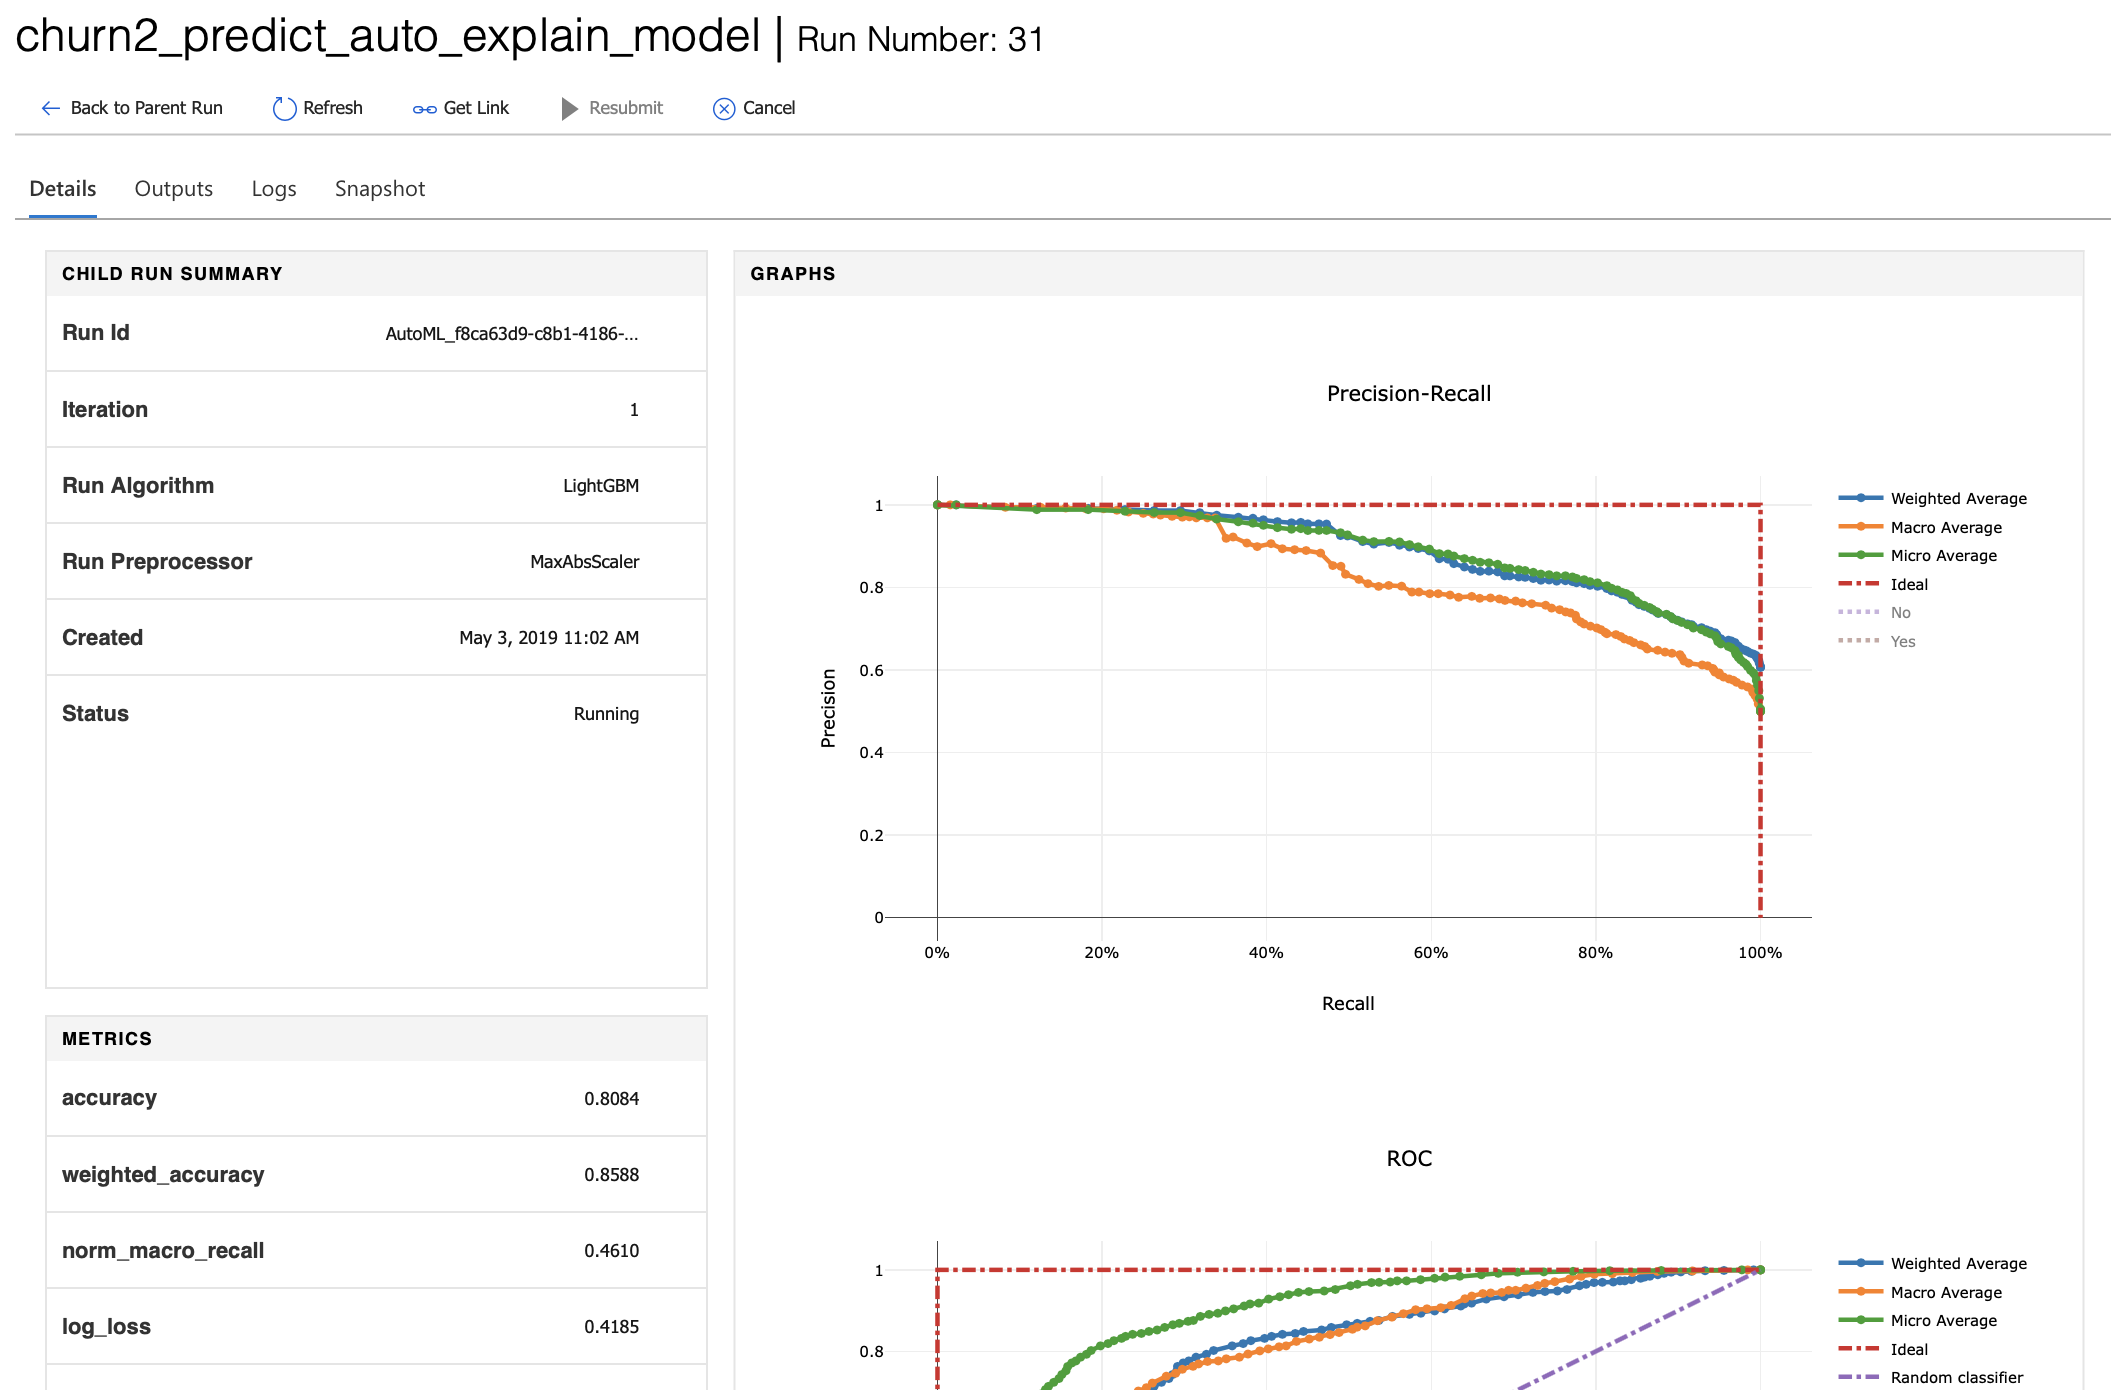 churn2_predict_auto_explain_model | Run Number: 31
Back to Parent Run Refresh Get Link Resubmit Cancel
Details Outputs Logs Snapshot
CHILD RUN SUMMARY
Run Id AutoML_f8ca63d9-c8b1-4186-...
Iteration 1
Run Algorithm LightGBM
Run Preprocessor MaxAbsScaler
Created May 3, 2019 11:02 AM
Status Running
METRICS
accuracy 0.8084
weighted_accuracy 0.8588
norm_macro_recall 0.4610
log_loss 0.4185
GRAPHS
Precision-Recall
1
0.8
0.6
0.4
0.2
0
Precision
0% 20% 40% 60% 80% 100%
Recall
Weighted Average
Macro Average
Micro Average
Ideal
No
Yes
ROC
1
0.8
Weighted Average
Macro Average
Micro Average
Ideal
Random classifier